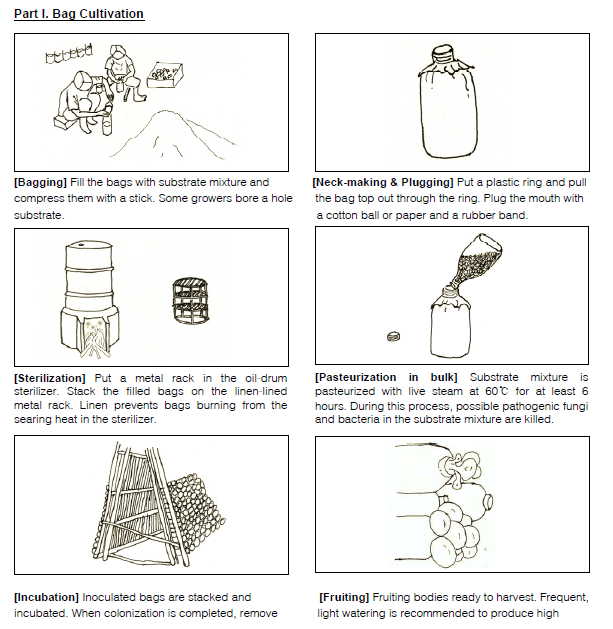 Part I. Bag Cultivation
[Bagging] Fill the bags with substrate mixture and
compress them with a stick. Some growers bore a hole
substrate.
[Neck-making & Plugging] Put a plastic ring and pull
the bag top out through the ring. Plug the mouth with
a cotton ball or paper and a rubber band.
[Sterilization] Put a metal rack in the oil-drum
sterilizer. Stack the filled bags on the linen-lined
metal rack. Linen prevents bags burning from the
searing heat in the sterilizer.
[Pasteurization in bulk] Substrate mixture is
pasteurized with live steam at 60℃ for at least 6
hours. During this process, possible pathogenic fungi
and bacteria in the substrate mixture are killed.
[Incubation] Inoculated bags are stacked and
incubated. When colonization is completed, remove
[Fruiting] Fruiting bodies ready to harvest. Frequent,
light watering is recommended to produce high